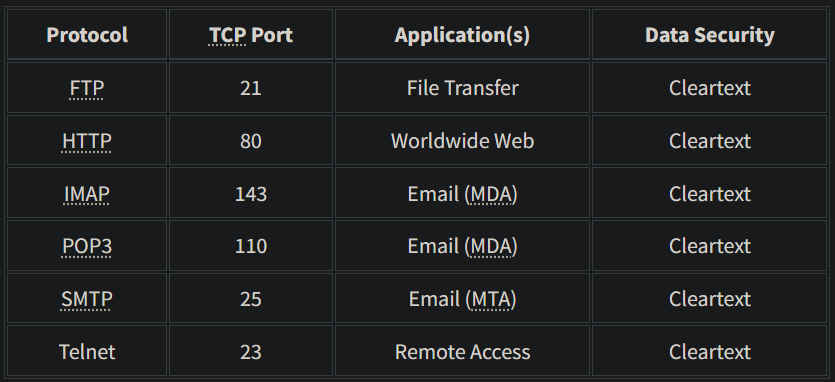 Protocol TCP Port Application(s) Data Security
FTP 21 File Transfer Cleartext
HTTP 80 Worldwide Web Cleartext
IMAP 143 Email (MDA) Cleartext
POP3 110 Email (MDA) Cleartext
SMTP 25 Email (MTA) Cleartext
Telnet 23 Remote Access Cleartext